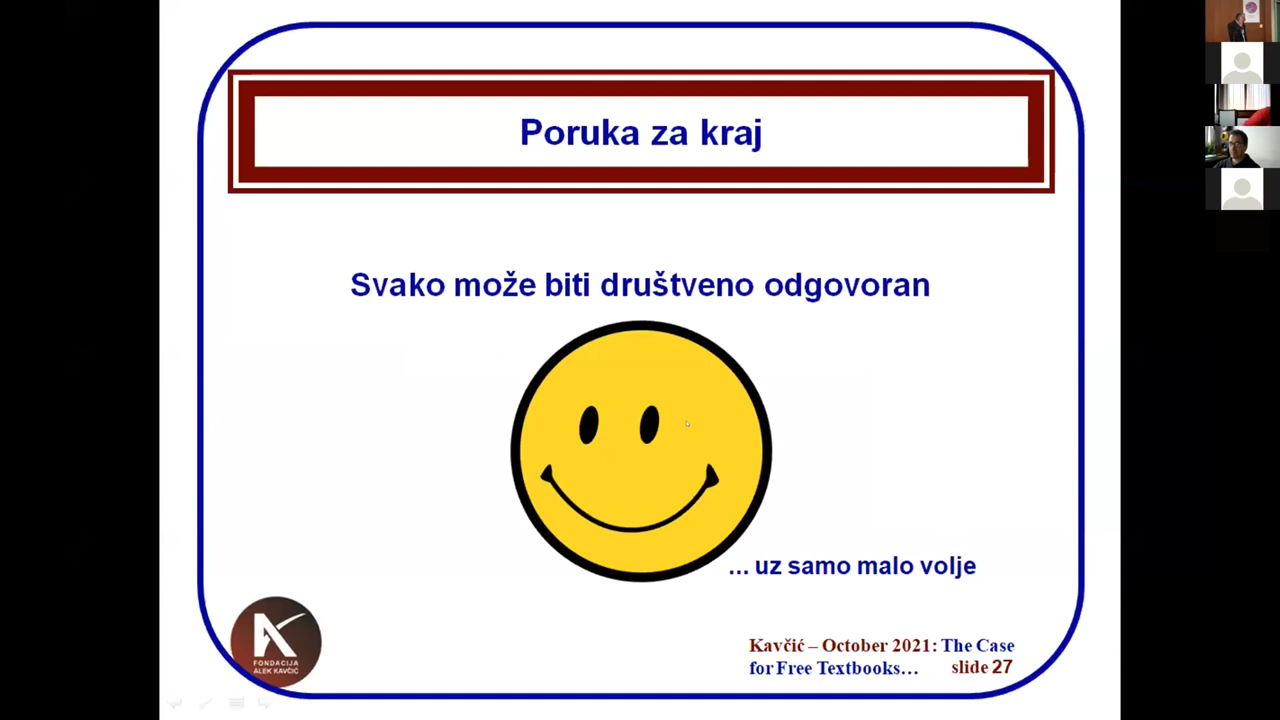 Poruka za kraj
Svako može biti društveno odgovoran
... uz samo malo volje
FONDACIJA
ALEK KAVČIĆ
Kavčić – October 2021: The Case
for Free Textbooks… slide 27